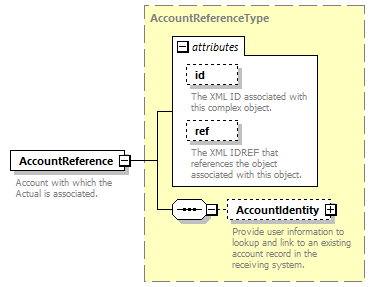 AccountReferenceType
attributes
id
The XML ID associated with
this complex object.
ref
The XML IDREF that
references the object
associated with this object.
AccountReference
Account with which the
Actual is associated.
AccountIdentity
Provide user information to
lookup and link to an existing
account record in the
receiving system.